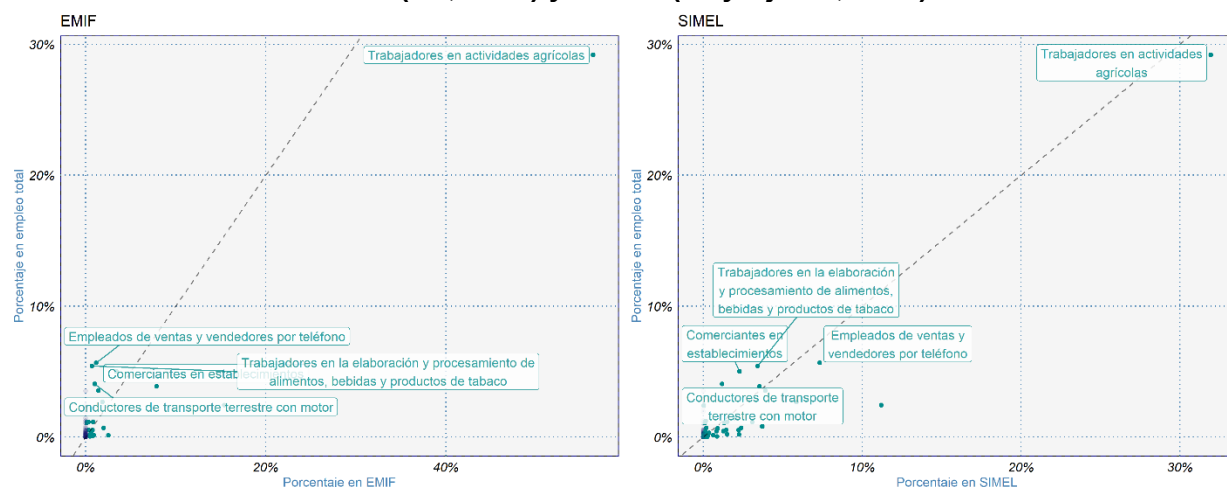 EMIF
30%
20%
10%
0%
Porcentaje en empleo total
Trabajadores en actividades agrícolas
Empleados de ventas y vendedores por teléfono
Comerciantes en establecimientos
Trabajadores en la elaboración y procesamiento de
alimentos, bebidas y productos de tabaco
Conductores de transporte terrestre con motor
0%
20%
40%
Porcentaje en EMIF
SIMEL
30%
20%
10%
0%
Porcentaje en empleo total
Trabajadores en actividades
agrícolas
Trabajadores en la elaboración
y procesamiento de alimentos,
bebidas y productos de tabaco
Comerciantes en
establecimientos
Empleados de ventas y
vendedores por teléfono
Conductores de transporte
terrestre con motor
0%
10%
20%
30%
Porcentaje en SIMEL